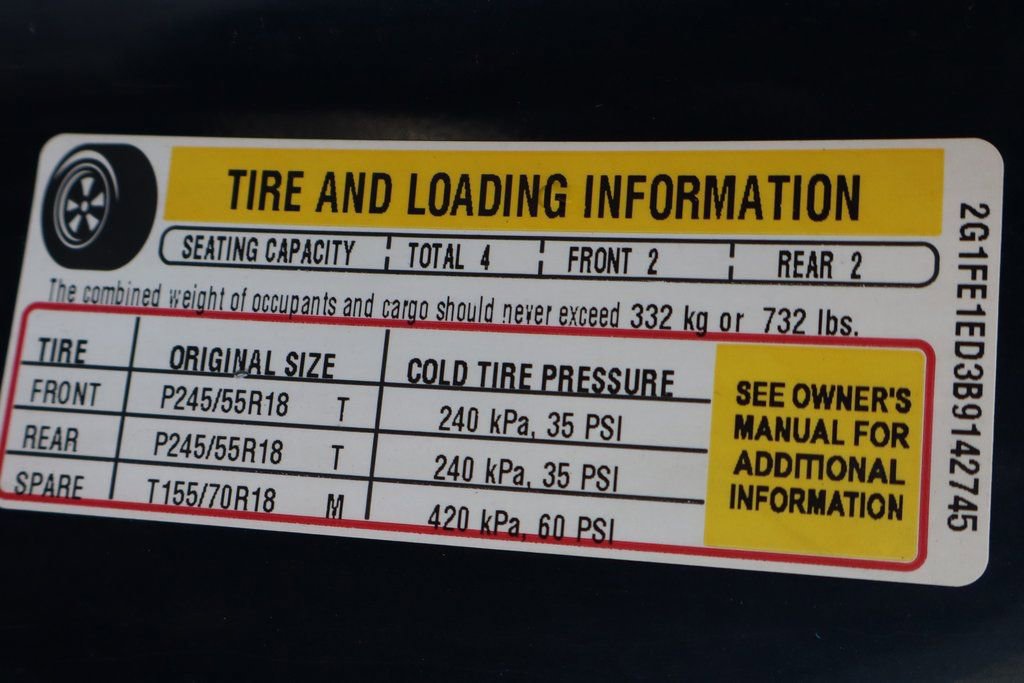 TIRE AND LOADING INFORMATION
SEATING CAPACITY TOTAL 4 FRONT 2 REAR 2
The combined weight of occupants and cargo should never exceed 332 kg or 732 lbs.
TIRE ORIGINAL SIZE COLD TIRE PRESSURE
FRONT P245/55R18 T 240 kPa, 35 PSI
REAR P245/55R18 T 240 kPa, 35 PSI
SPARE T155/70R18 M 420 kPa, 60 PSI
SEE OWNER'S
MANUAL FOR
ADDITIONAL
INFORMATION
2G1FE1ED3B9142745